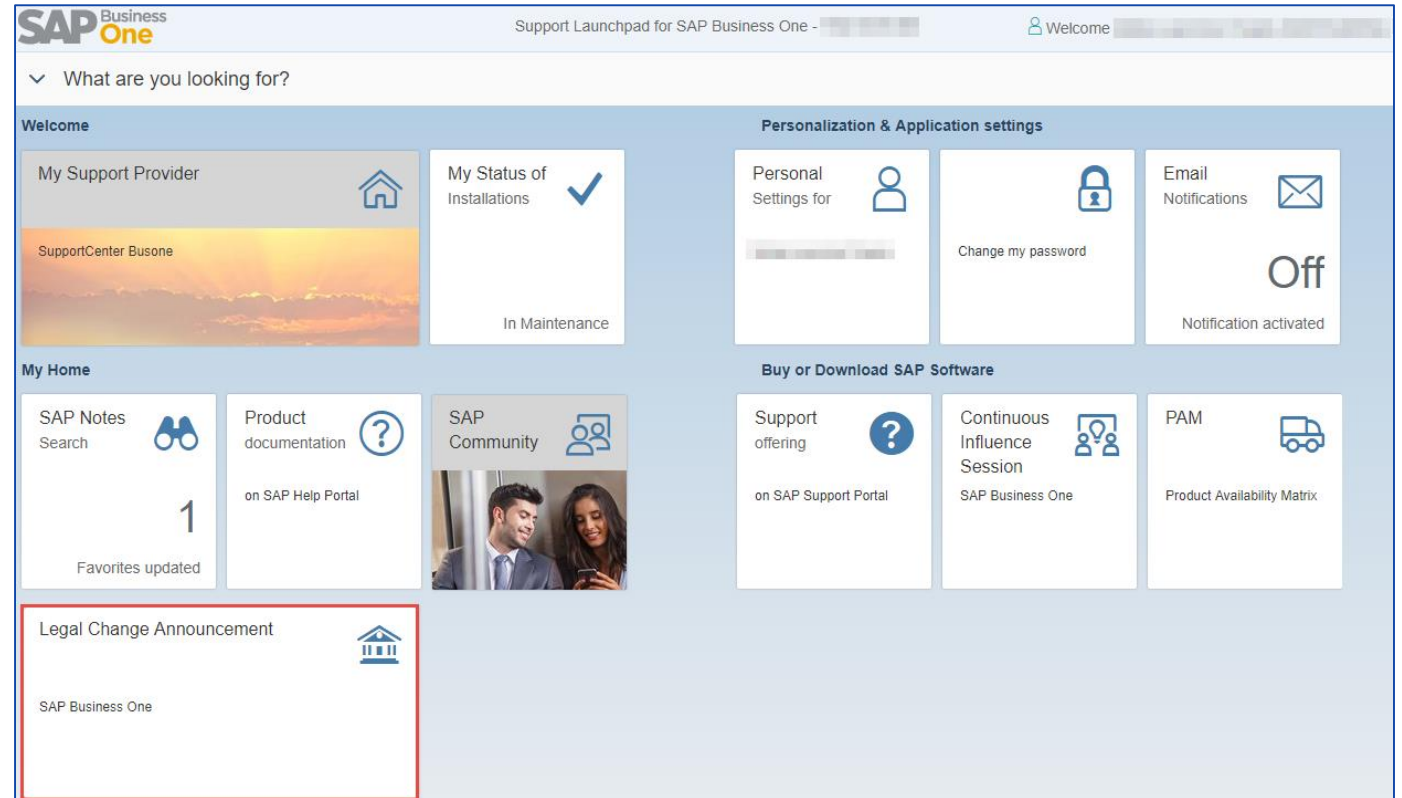 SAP Business One
Support Launchpad for SAP Business One -
Welcome
What are you looking for?
Welcome
Personalization & Application settings
My Support Provider
SupportCenter Busone
My Status of
Installations
In Maintenance
Personal
Settings for
Change my password
Email
Notifications
Off
Notification activated
My Home
Buy or Download SAP Software
SAP Notes
Search
1
Favorites updated
Product
documentation
?
on SAP Help Portal
SAP
Community
Support
offering
?
on SAP Support Portal
Continuous
Influence
Session
SAP Business One
PAM
Product Availability Matrix
Legal Change Announcement
SAP Business One